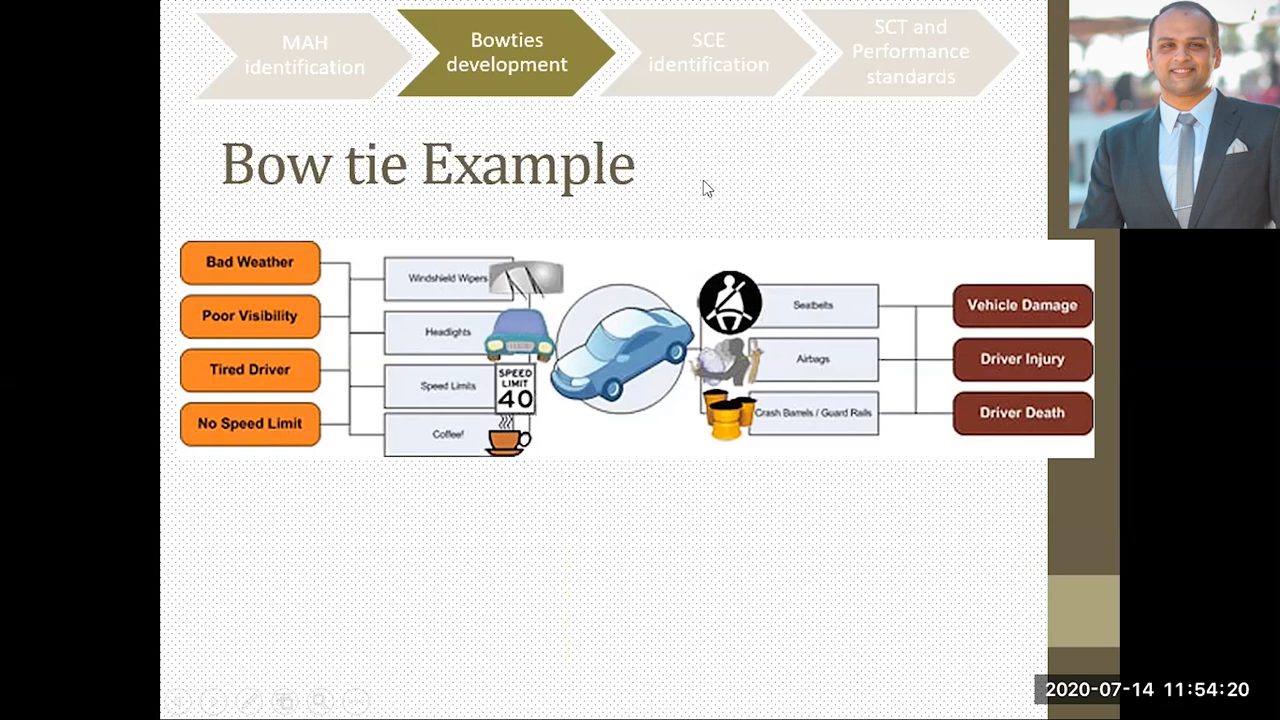 MAH
identification
Bowties
development
SCE
identification
SCT and
Performance
standards
Bow tie Example
Bad Weather
Poor Visibility
Tired Driver
No Speed Limit
Windshield Wipers
Headlights
Speed Limits
Coffee!
SPEED
LIMIT
40
Seatbelts
Airbags
Crash Barrels / Guard Rails
Vehicle Damage
Driver Injury
Driver Death
2020-07-14 11:54:20